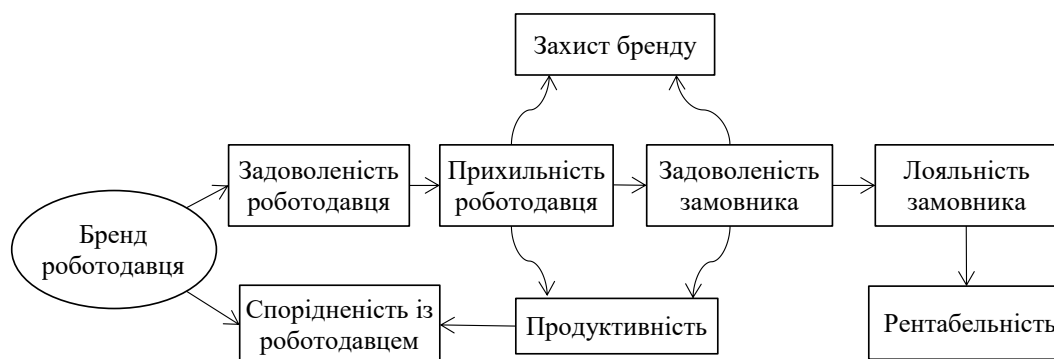 Захист бренду
Задоволеність
роботодавця
Прихильність
роботодавця
Задоволеність
замовника
Лояльність
замовника
Бренд
роботодавця
Спорідненість із
роботодавцем
Продуктивність
Рентабельність